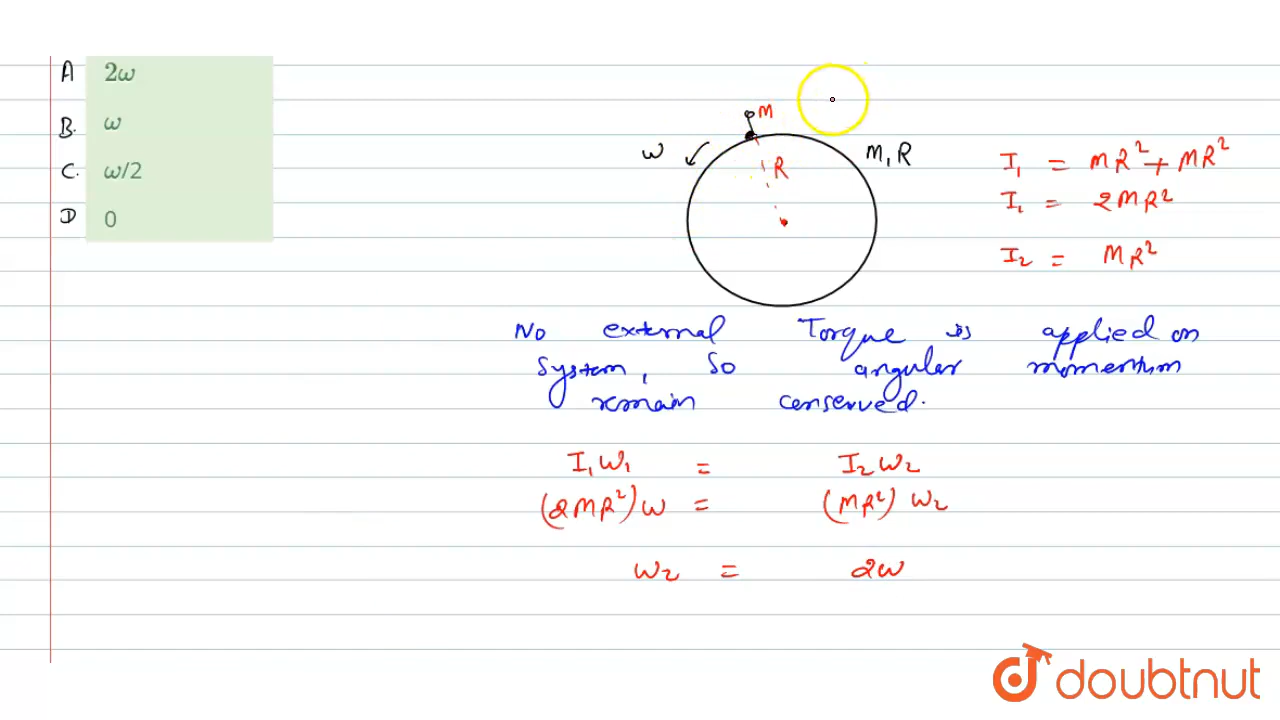 A 2ω
B. ω
C. ω/2
D 0
M
ω
R
M, R
I₁ = MR² + MR²
I₁ = 2MR²
I₂ = MR²
No external Torque is applied on
system, so angular momentum
remain conserved.
I₁ω₁ = I₂ω₂
(2MR²)ω = (MR²) ω₂
ω₂ = 2ω
doubtnut